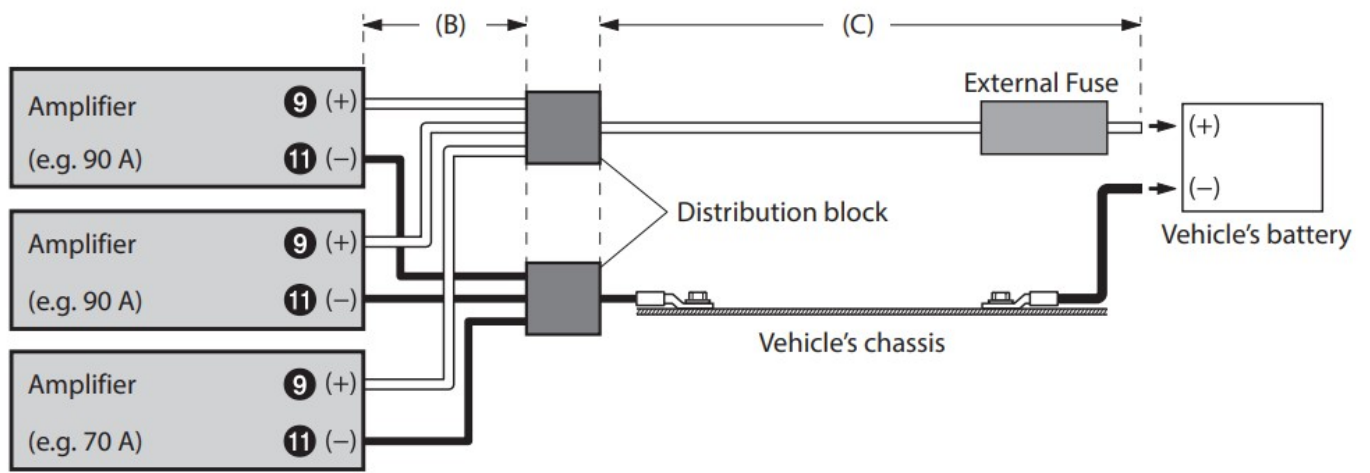 (B)
(C)
External Fuse
Amplifier 9 (+)
(e.g. 90 A) 11 (−)
(+)
(−)
Vehicle's battery
Distribution block
Amplifier 9 (+)
(e.g. 90 A) 11 (−)
Vehicle's chassis
Amplifier 9 (+)
(e.g. 70 A) 11 (−)